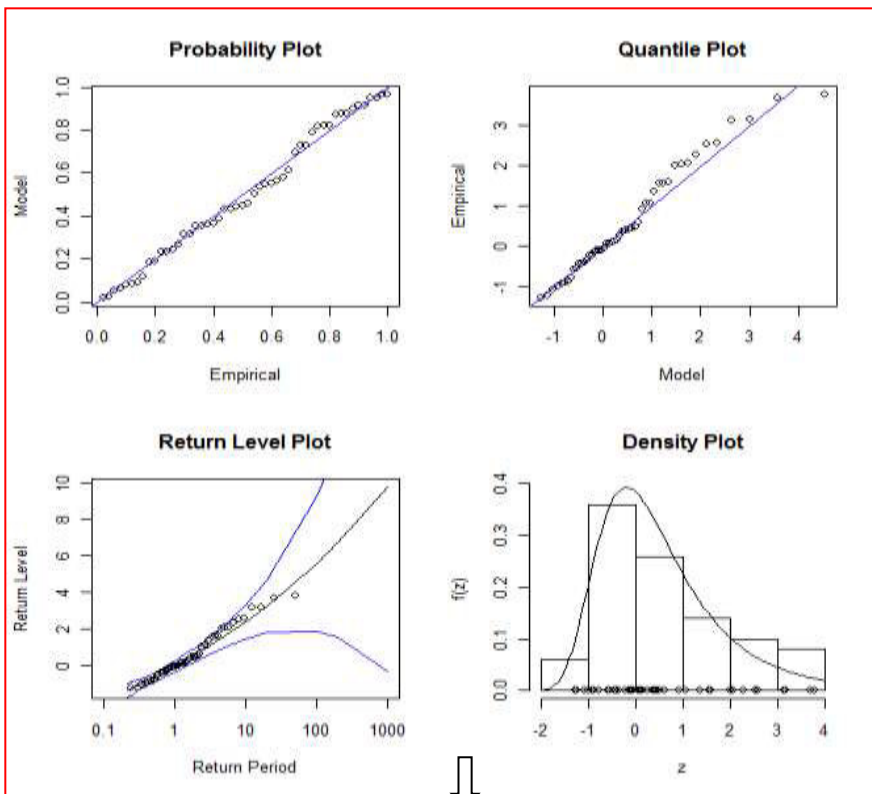 Probability Plot
Model
0.0 0.2 0.4 0.6 0.8 1.0
0.0 0.2 0.4 0.6 0.8 1.0
Empirical
Quantile Plot
Empirical
-1 0 1 2 3
-1 0 1 2 3 4
Model
Return Level Plot
Return Level
0 2 4 6 8 10
0.1 1 10 100 1000
Return Period
Density Plot
f(z)
0.0 0.1 0.2 0.3 0.4
-2 -1 0 1 2 3 4
z